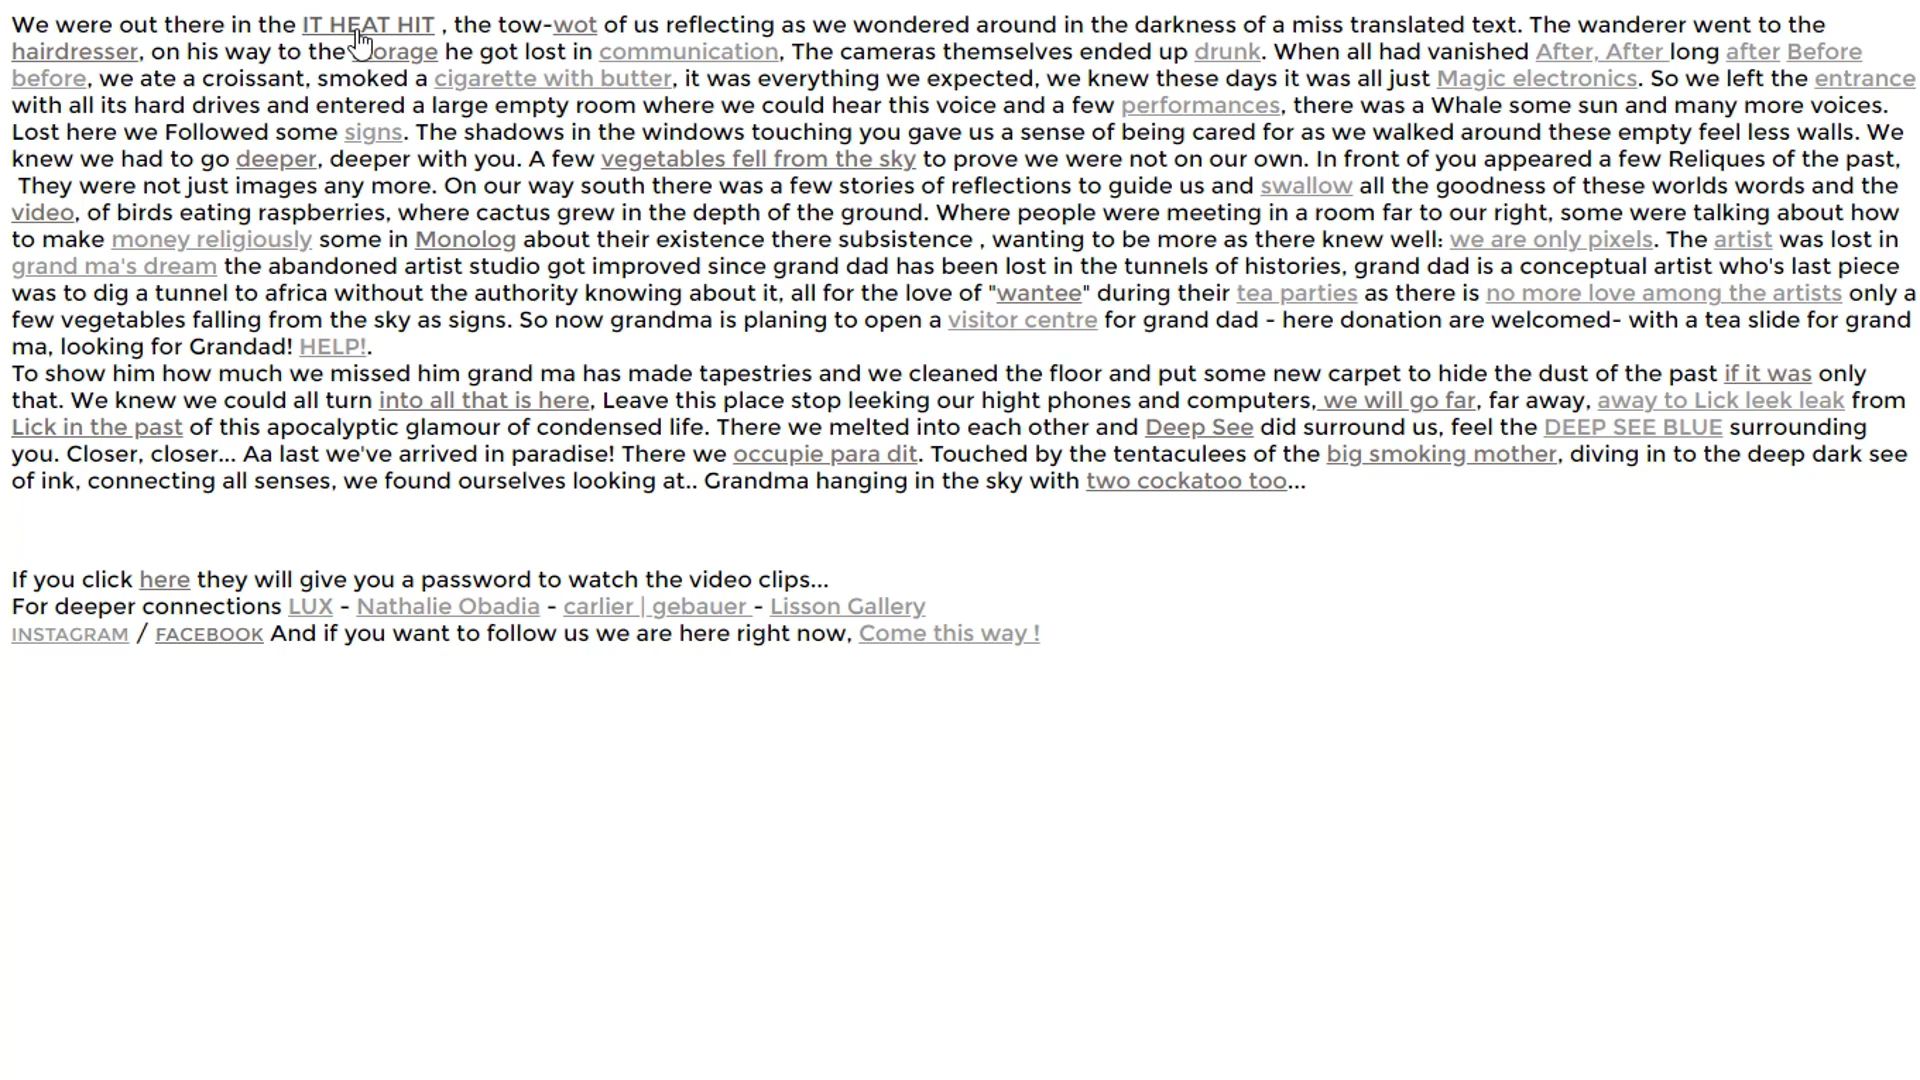 We were out there in the IT HEAT HIT , the tow-wot of us reflecting as we wondered around in the darkness of a miss translated text. The wanderer went to the
hairdresser, on his way to the orage he got lost in communication, The cameras themselves ended up drunk. When all had vanished After, After long after Before
before, we ate a croissant, smoked a cigarette with butter, it was everything we expected, we knew these days it was all just Magic electronics. So we left the entrance
with all its hard drives and entered a large empty room where we could hear this voice and a few performances, there was a Whale some sun and many more voices.
Lost here we Followed some signs. The shadows in the windows touching you gave us a sense of being cared for as we walked around these empty feel less walls. We
knew we had to go deeper, deeper with you. A few vegetables fell from the sky to prove we were not on our own. In front of you appeared a few Reliques of the past,
They were not just images any more. On our way south there was a few stories of reflections to guide us and swallow all the goodness of these worlds words and the
video, of birds eating raspberries, where cactus grew in the depth of the ground. Where people were meeting in a room far to our right, some were talking about how
to make money religiously some in Monolog about their existence there subsistence , wanting to be more as there knew well: we are only pixels. The artist was lost in
grand ma's dream the abandoned artist studio got improved since grand dad has been lost in the tunnels of histories, grand dad is a conceptual artist who's last piece
was to dig a tunnel to africa without the authority knowing about it, all for the love of "wantee" during their tea parties as there is no more love among the artists only a
few vegetables falling from the sky as signs. So now grandma is planing to open a visitor centre for grand dad - here donation are welcomed- with a tea slide for grand
ma, looking for Grandad! HELP!.
To show him how much we missed him grand ma has made tapestries and we cleaned the floor and put some new carpet to hide the dust of the past if it was only
that. We knew we could all turn into all that is here, Leave this place stop leeking our hight phones and computers, we will go far, far away, away to Lick leek leak from
Lick in the past of this apocalyptic glamour of condensed life. There we melted into each other and Deep See did surround us, feel the DEEP SEE BLUE surrounding
you. Closer, closer... Aa last we've arrived in paradise! There we occupie para dit. Touched by the tentaculees of the big smoking mother, diving in to the deep dark see
of ink, connecting all senses, we found ourselves looking at.. Grandma hanging in the sky with two cockatoo too...
If you click here they will give you a password to watch the video clips...
For deeper connections LUX - Nathalie Obadia - carlier | gebauer - Lisson Gallery
INSTAGRAM / FACEBOOK And if you want to follow us we are here right now, Come this way !